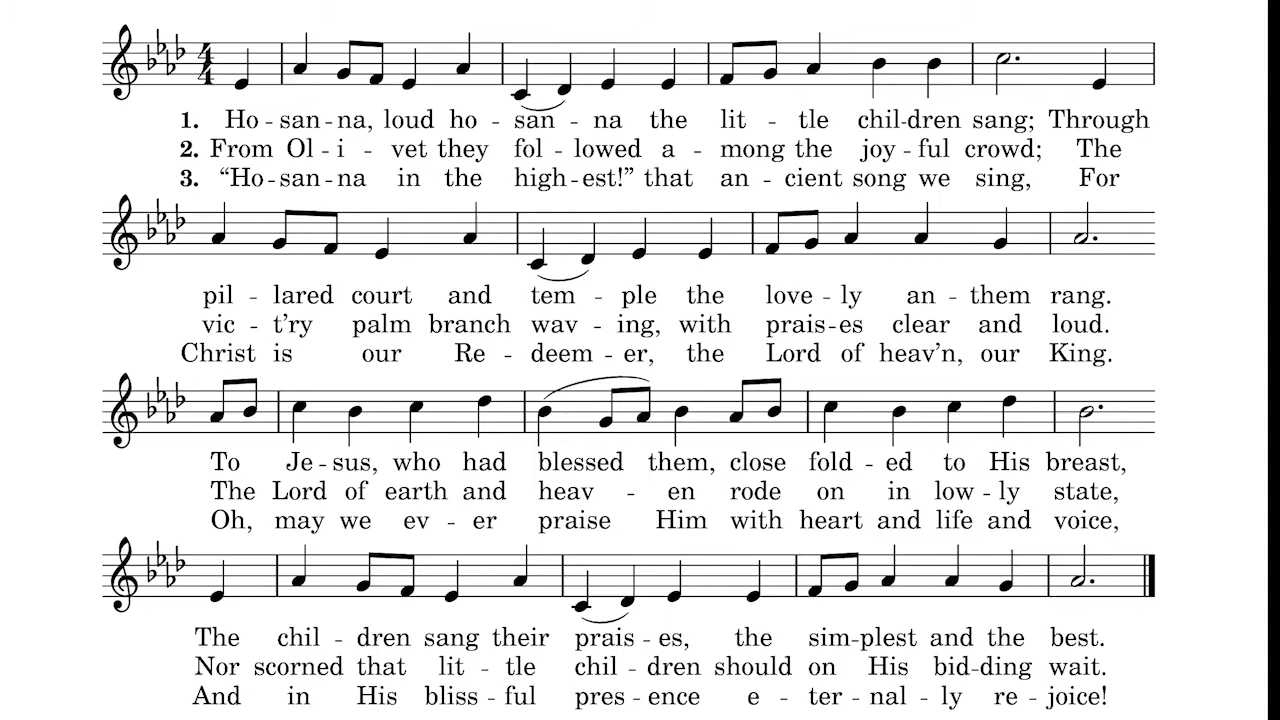 1. Ho - san - na, loud ho - san - na the lit - tle chil - dren sang; Through
2. From Ol - i - vet they fol - lowed a - mong the joy - ful crowd; The
3. “Ho - san - na in the high - est!” that an - cient song we sing, For
pil - lared court and tem - ple the love - ly an - them rang.
vic - t’ry palm branch wav - ing, with prais - es clear and loud.
Christ is our Re - deem - er, the Lord of heav’n, our King.
To Je - sus, who had blessed them, close fold - ed to His breast,
The Lord of earth and heav - en rode on in low - ly state,
Oh, may we ev - er praise Him with heart and life and voice,
The chil - dren sang their prais - es, the sim - plest and the best.
Nor scorned that lit - tle chil - dren should on His bid - ding wait.
And in His bliss - ful pres - ence e - ter - nal - ly re - joice!